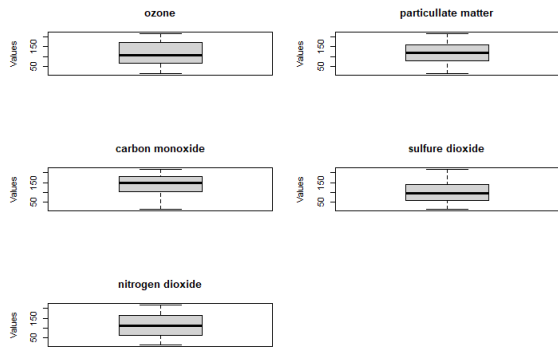 ozone
Values
50 150
particullate matter
Values
50 150
carbon monoxide
Values
50 150
sulfure dioxide
Values
50 150
nitrogen dioxide
Values
50 150